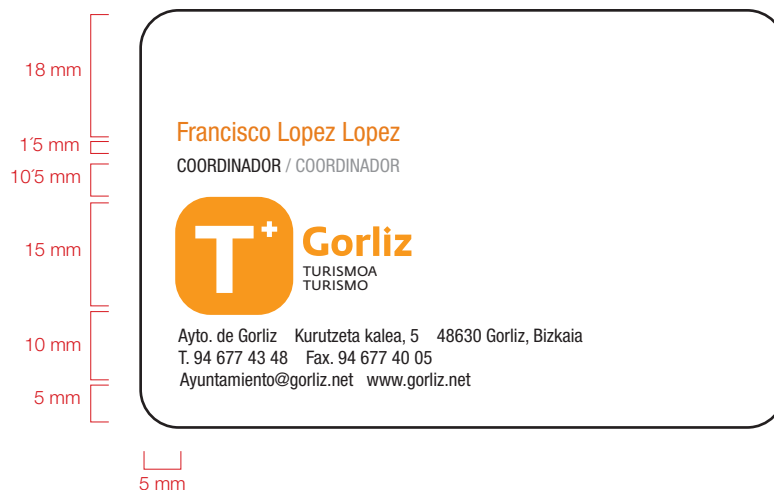 18 mm
Francisco Lopez Lopez
1´5 mm
COORDINADOR / COORDINADOR
10´5 mm
T+
Gorliz
15 mm
TURISMOA
TURISMO
Ayto. de Gorliz Kurutzeta kalea, 5 48630 Gorliz, Bizkaia
10 mm
T. 94 677 43 48 Fax. 94 677 40 05
Ayuntamiento@gorliz.net www.gorliz.net
5 mm
5 mm